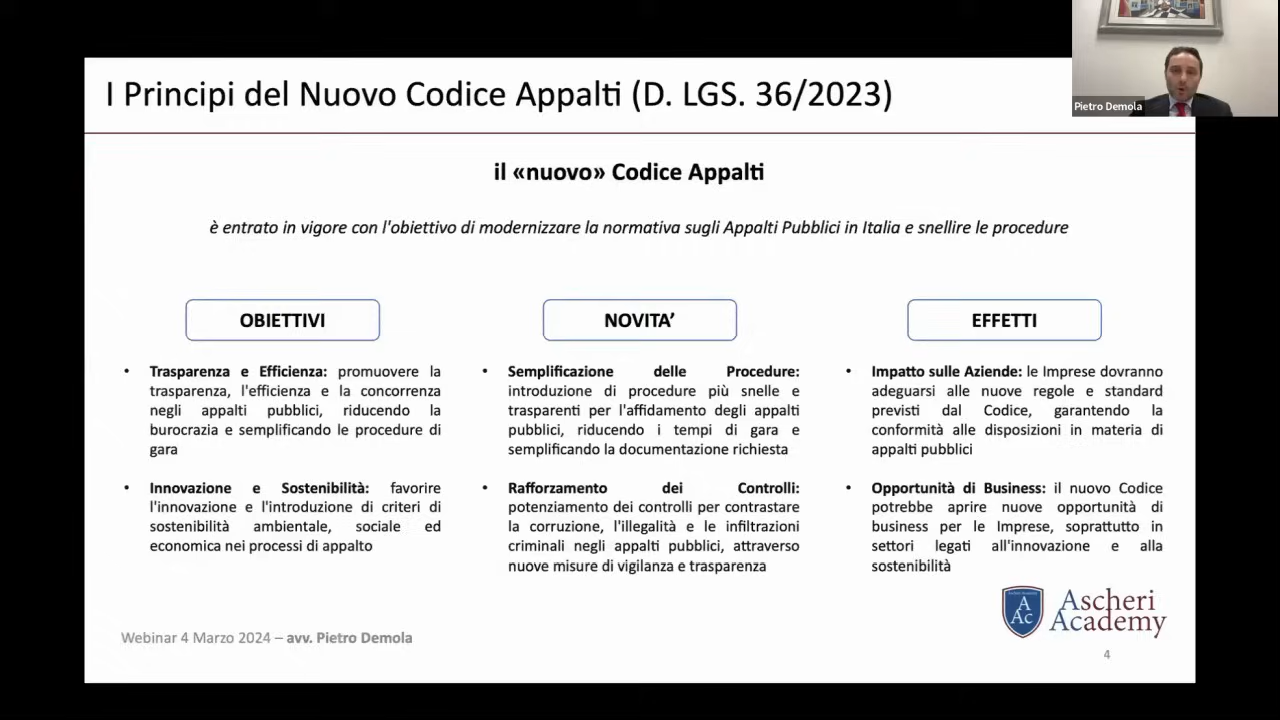 I Principi del Nuovo Codice Appalti (D. LGS. 36/2023)
Pietro Demola
il «nuovo» Codice Appalti
è entrato in vigore con l'obiettivo di modernizzare la normativa sugli Appalti Pubblici in Italia e snellire le procedure
OBIETTIVI
• Trasparenza e Efficienza: promuovere la
trasparenza, l'efficienza e la concorrenza
negli appalti pubblici, riducendo la
burocrazia e semplificando le procedure di
gara
• Innovazione e Sostenibilità: favorire
l'innovazione e l'introduzione di criteri di
sostenibilità ambientale, sociale ed
economica nei processi di appalto
NOVITA'
• Semplificazione delle Procedure:
introduzione di procedure più snelle e
trasparenti per l'affidamento degli appalti
pubblici, riducendo i tempi di gara e
semplificando la documentazione richiesta
• Rafforzamento dei Controlli:
potenziamento dei controlli per contrastare
la corruzione, l'illegalità e le infiltrazioni
criminali negli appalti pubblici, attraverso
nuove misure di vigilanza e trasparenza
EFFETTI
• Impatto sulle Aziende: le Imprese dovranno
adeguarsi alle nuove regole e standard
previsti dal Codice, garantendo la
conformità alle disposizioni in materia di
appalti pubblici
• Opportunità di Business: il nuovo Codice
potrebbe aprire nuove opportunità di
business per le Imprese, soprattutto in
settori legati all'innovazione e alla
sostenibilità
A
Ac
Ascheri
Academy
Webinar 4 Marzo 2024 – avv. Pietro Demola
4